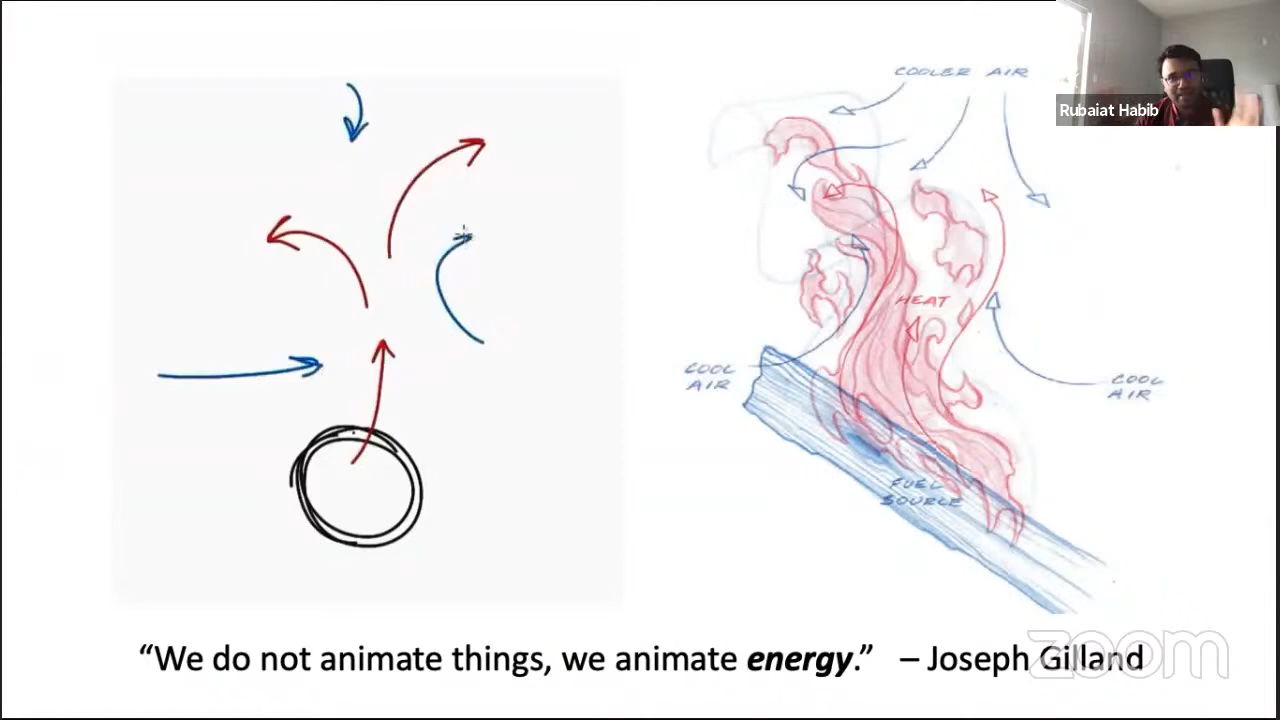 COOLER AIR
Rubaiat Habib
HEAT
COOL
AIR
COOL
AIR
FUEL
SOURCE
“We do not animate things, we animate energy.” – Joseph Gilland
zoom